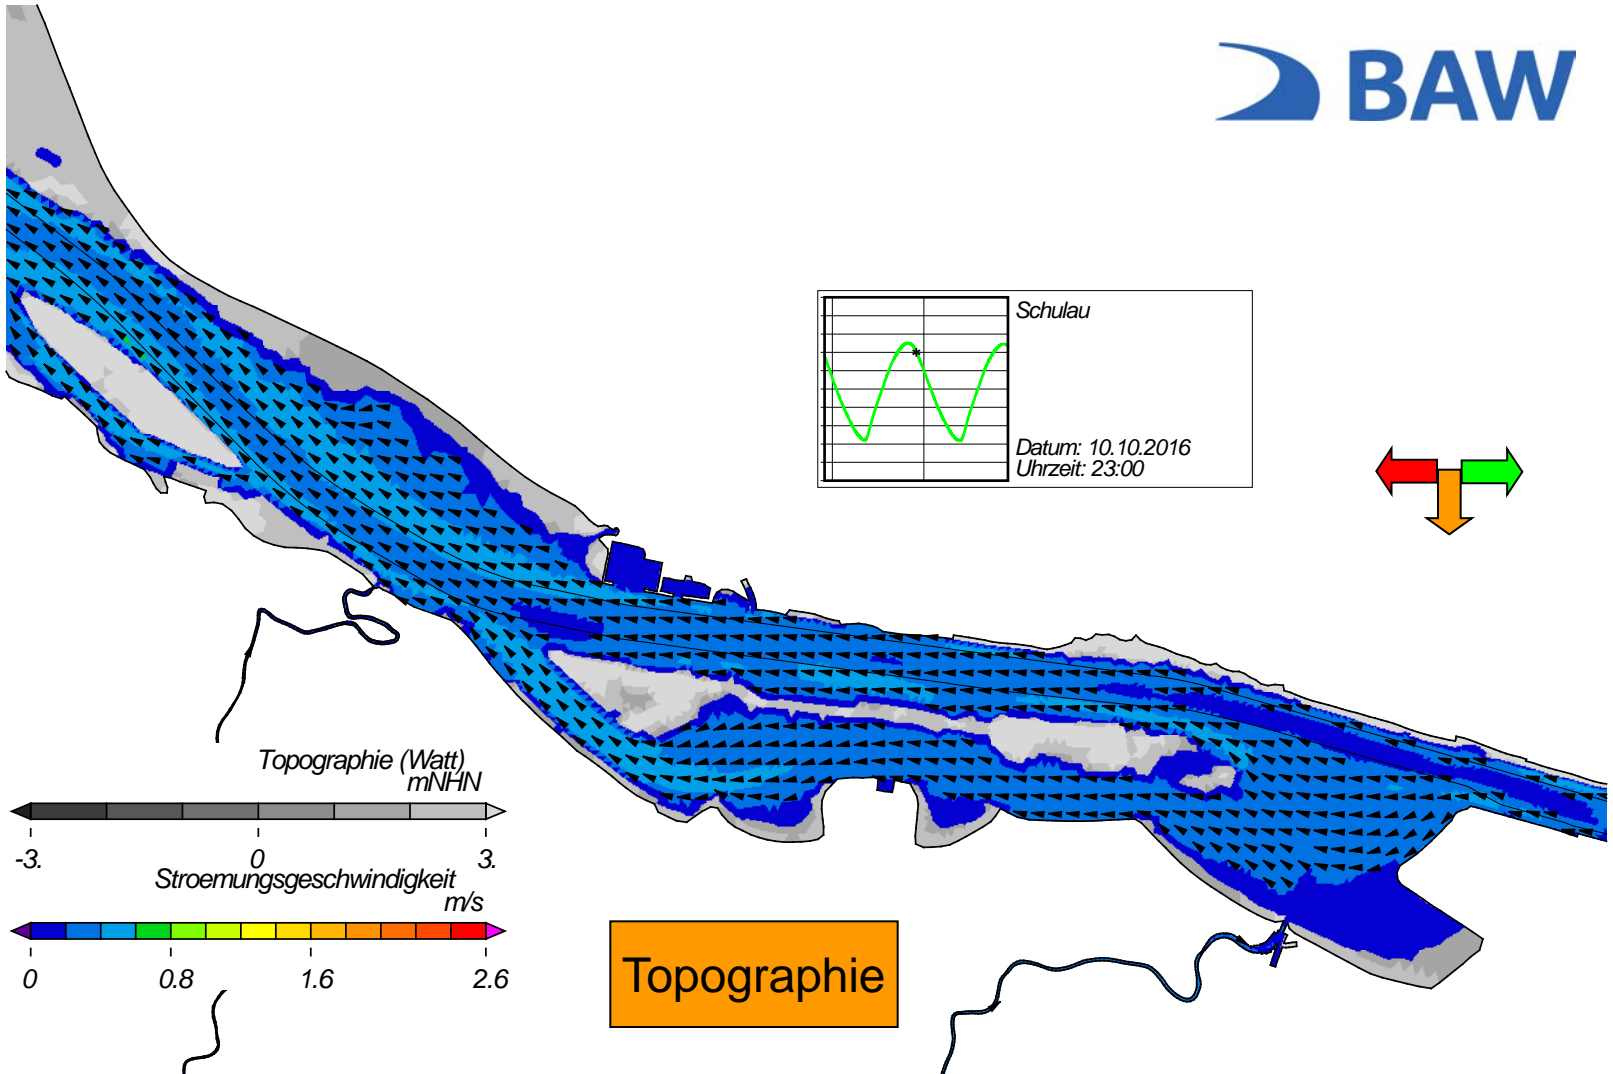 BAW
Schulau
Datum: 10.10.2016
Uhrzeit: 23:00
Topographie (Watt)
mNHN
-3. 0 3.
Stroemungsgeschwindigkeit
m/s
0 0.8 1.6 2.6
Topographie